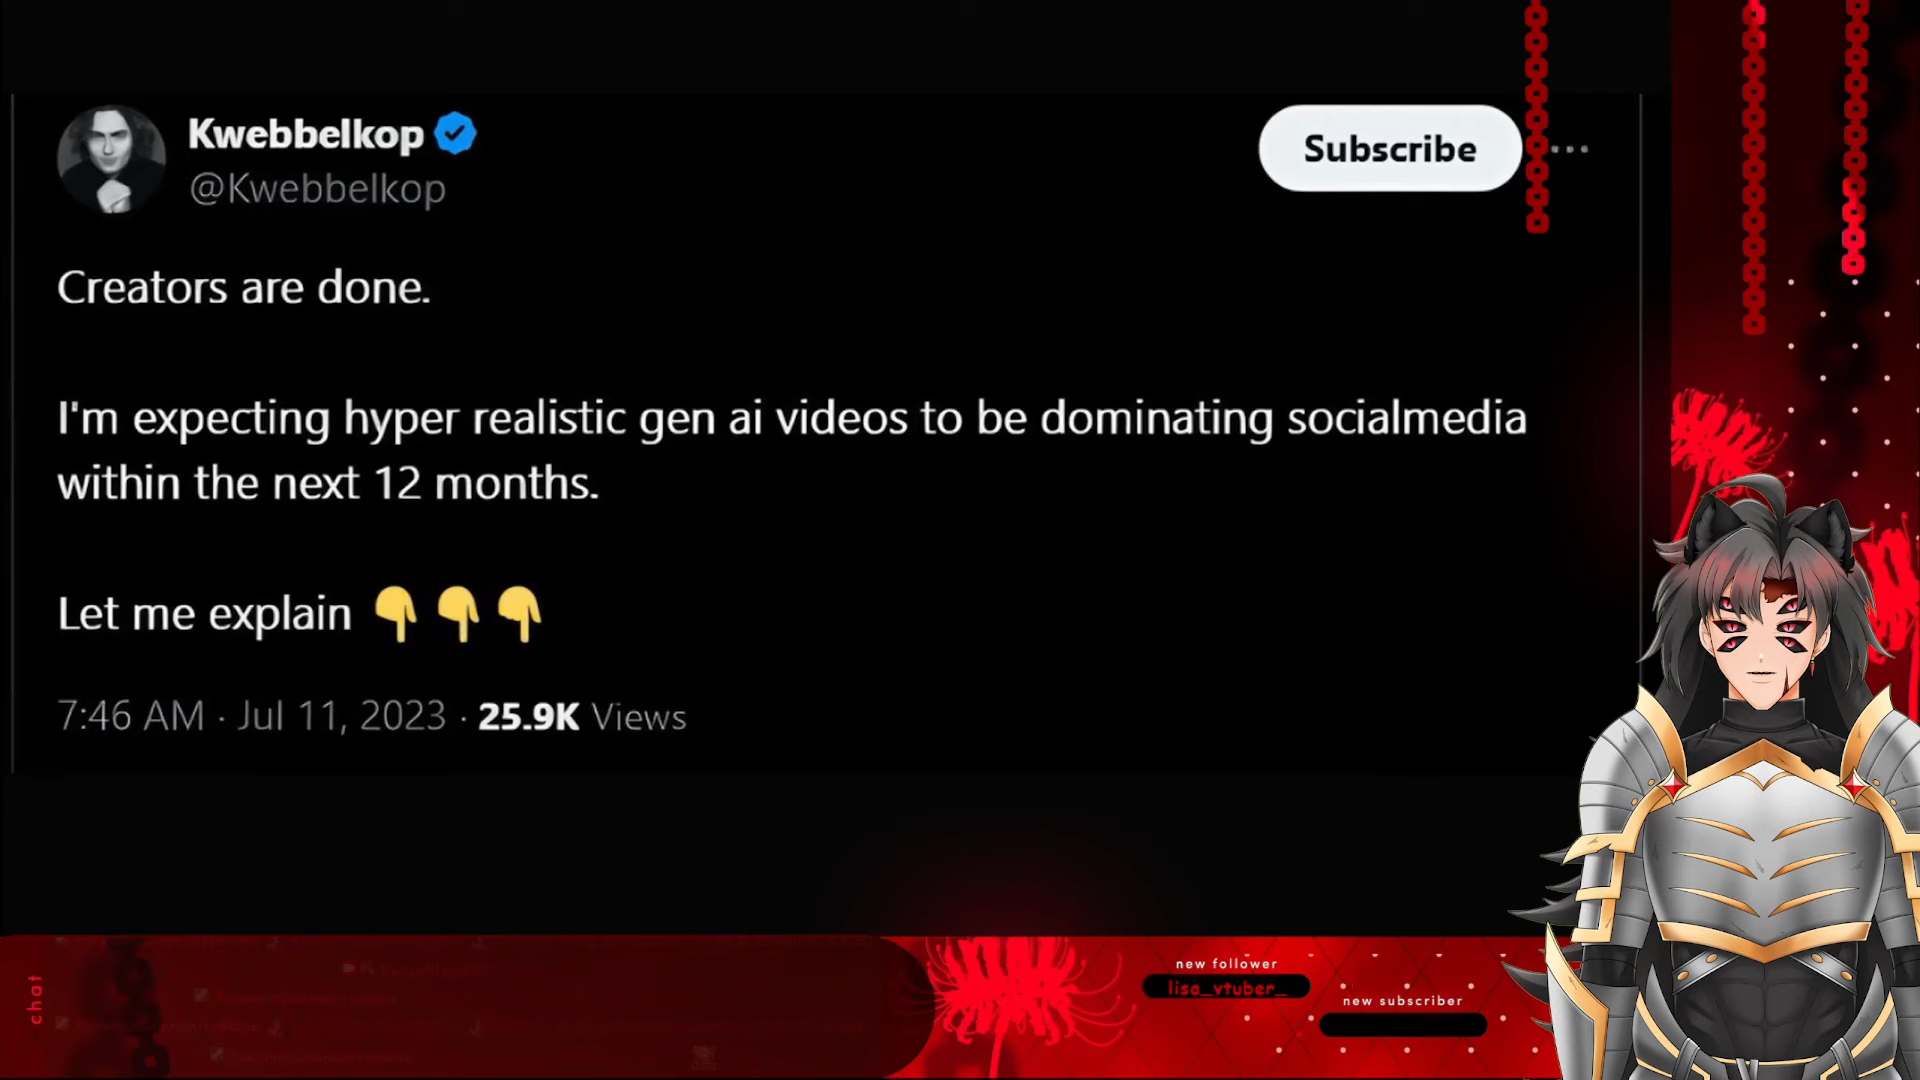 Kwebbelkop
@Kwebbelkop
Subscribe
Creators are done.
I'm expecting hyper realistic gen ai videos to be dominating socialmedia
within the next 12 months.
Let me explain 👇👇👇
7:46 AM · Jul 11, 2023 · 25.9K Views
chat
new follower
lisa_vtuber_
new subscriber